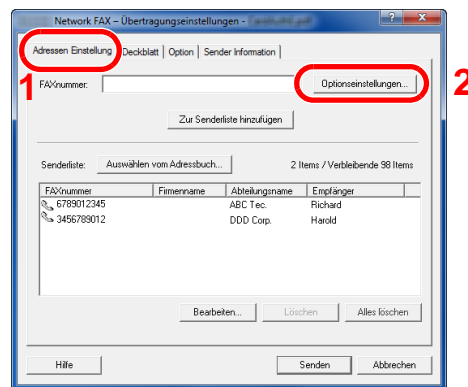 Network FAX – Übertragungseinstellungen -
Adressen Einstellung Deckblatt Option Sender Information
1
2
FAXnummer: Optionseinstellungen...
Zur Senderliste hinzufügen
Senderliste: Auswählen vom Adressbuch... 2 Items / Verbleibende 98 Items
FAXnummer Firmenname Abteilungsname Empfänger
6789012345 ABC Tec. Richard
3456789012 DDD Corp. Harold
Bearbeiten... Löschen Alles löschen
Hilfe Senden Abbrechen